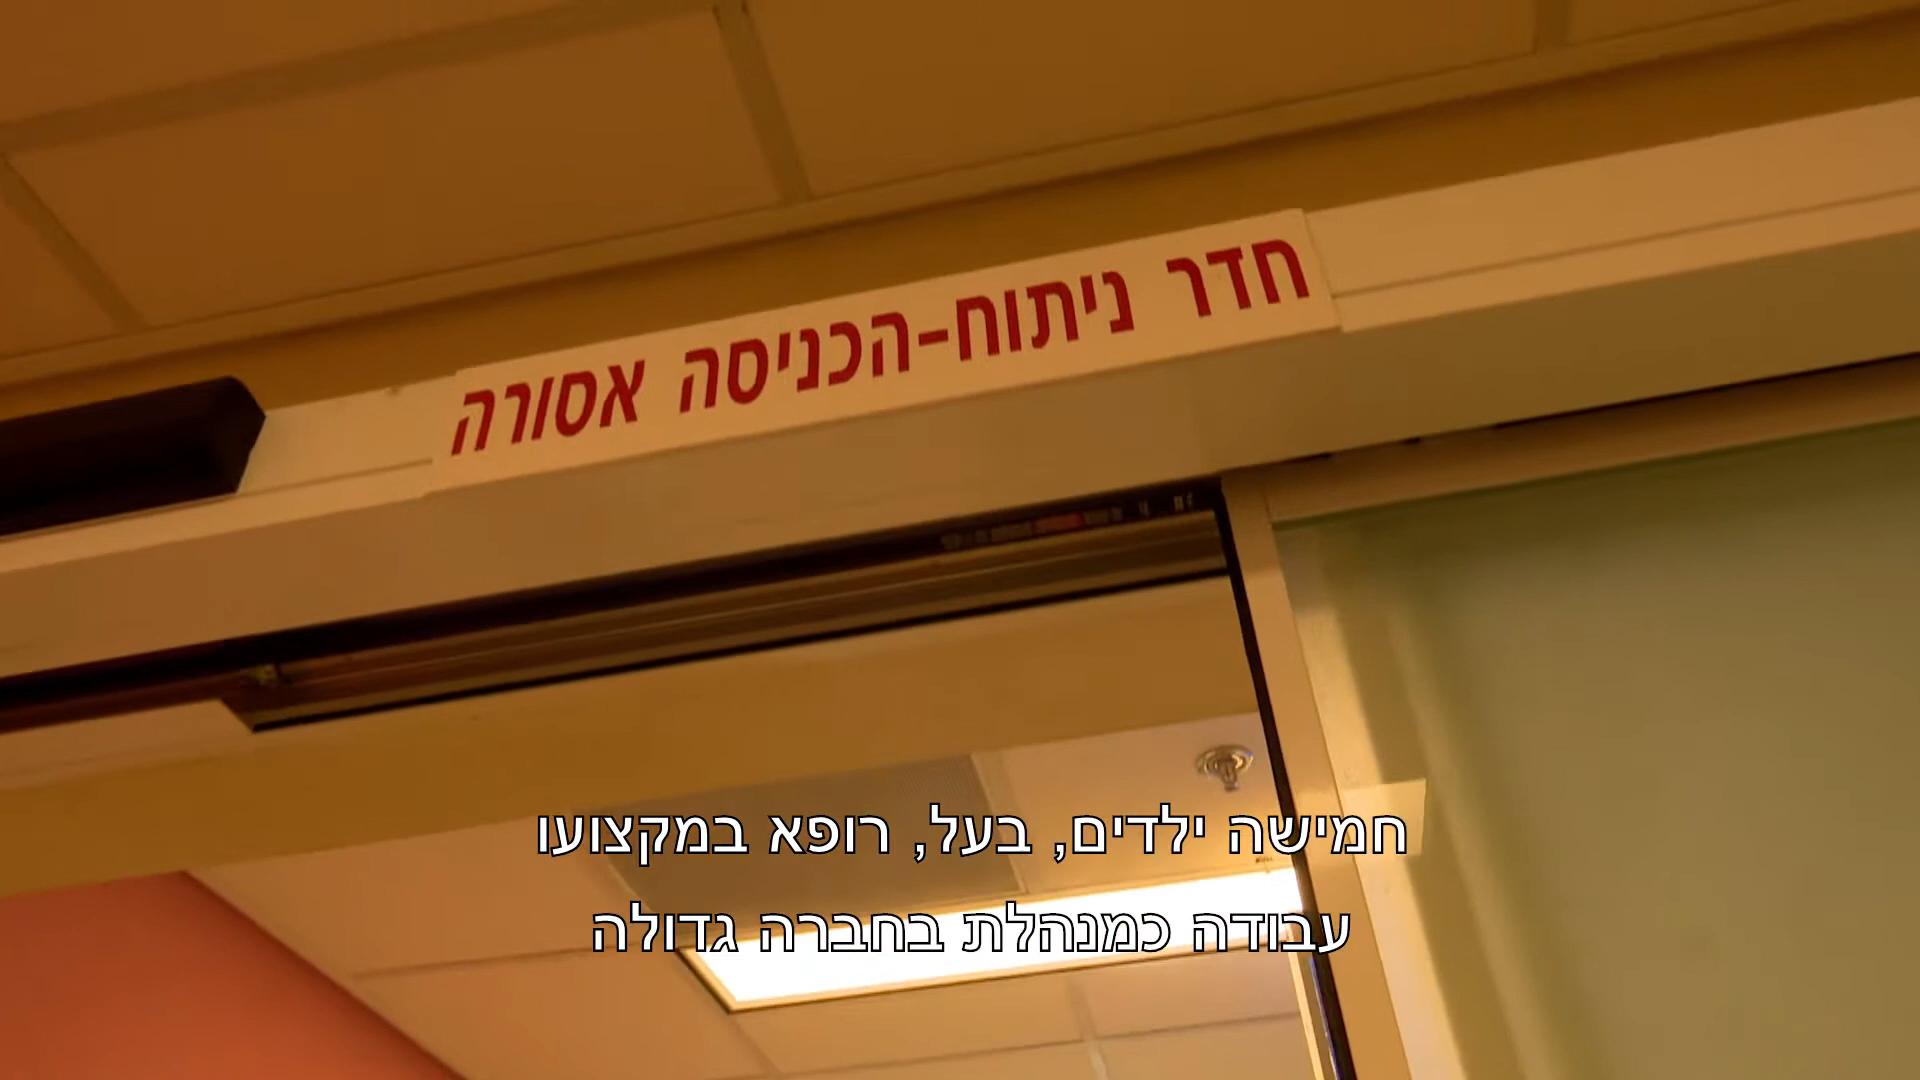 חדר ניתוח-הכניסה אסורה
חמישה ילדים, בעל, רופא במקצועו
עבודה כמנהלת בחברה גדולה